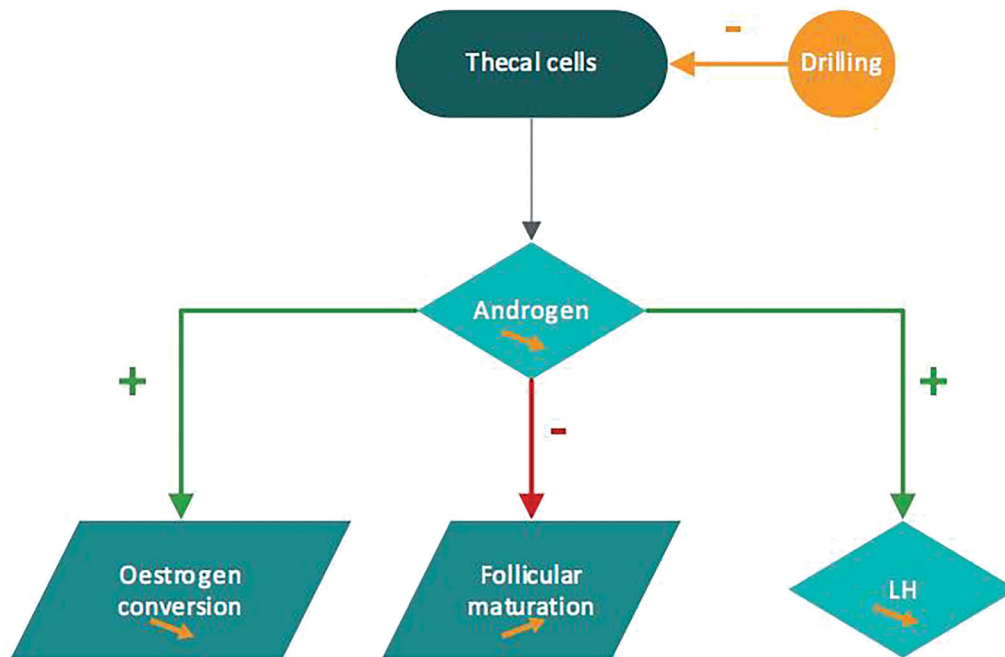 -
Thecal cells
Drilling
Androgen
+
-
+
Oestrogen
conversion
Follicular
maturation
LH